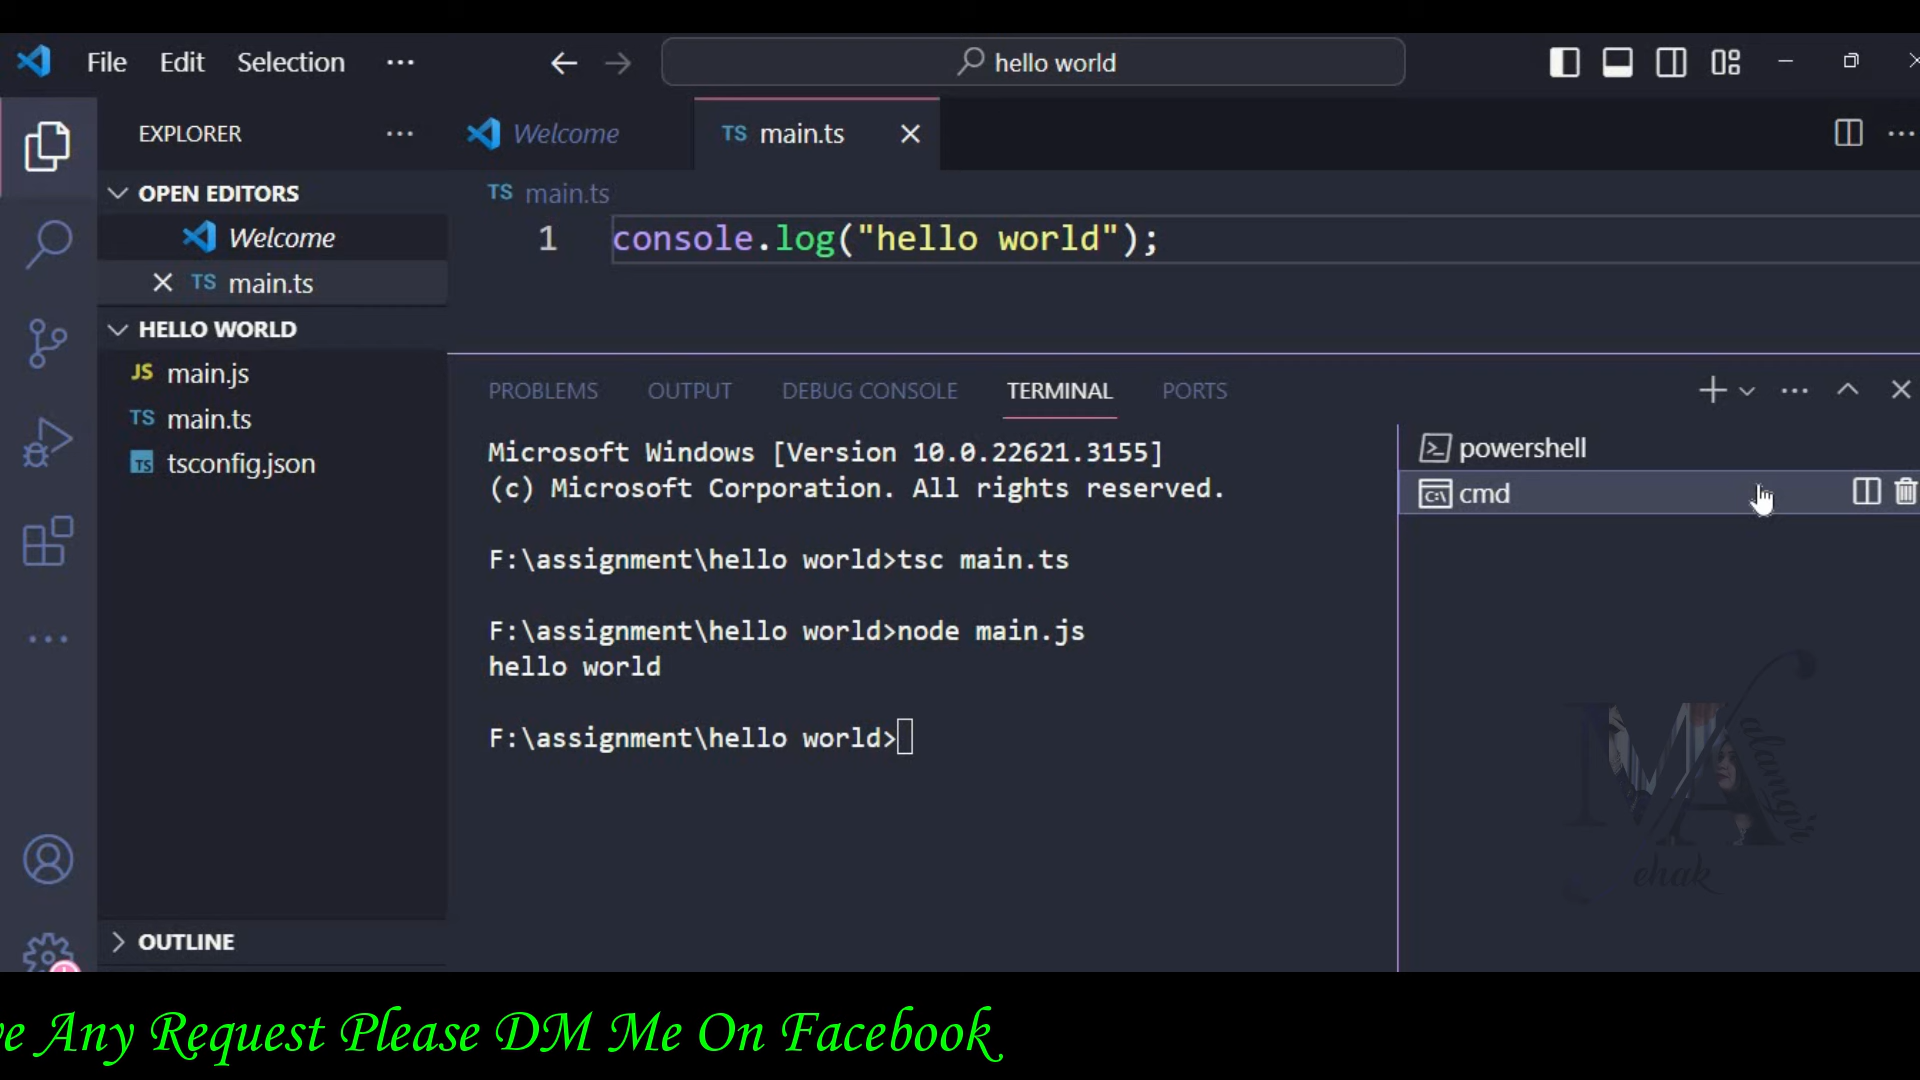 File Edit Selection ··· hello world
EXPLORER ···
OPEN EDITORS
Welcome
TS main.ts
HELLO WORLD
JS main.js
TS main.ts
TS tsconfig.json
OUTLINE
Welcome TS main.ts
TS main.ts
1 console.log("hello world");
PROBLEMS OUTPUT DEBUG CONSOLE TERMINAL PORTS
Microsoft Windows [Version 10.0.22621.3155]
(c) Microsoft Corporation. All rights reserved.
F:\assignment\hello world>tsc main.ts
F:\assignment\hello world>node main.js
hello world
F:\assignment\hello world>
powershell
cmd
Any Request Please DM Me On Facebook